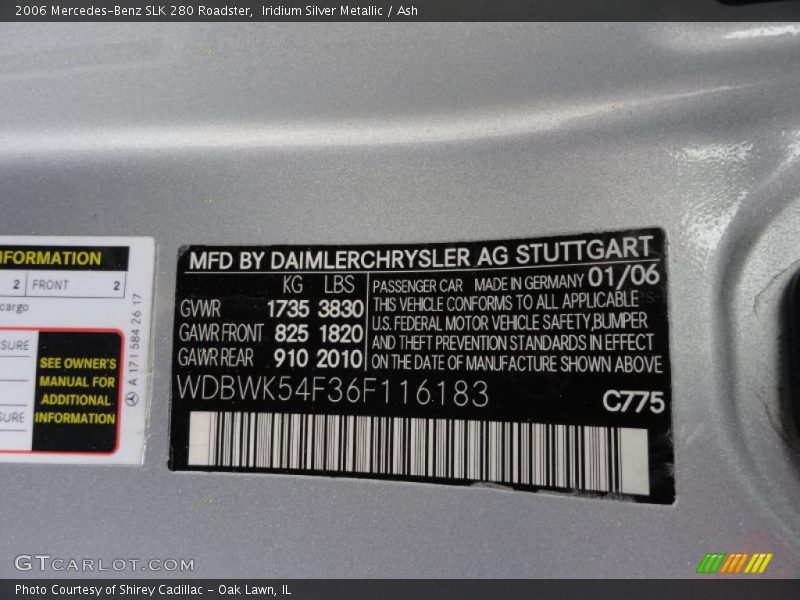 2006 Mercedes-Benz SLK 280 Roadster, Iridium Silver Metallic / Ash
NFORMATION
2 FRONT 2
cargo
SURE
SURE
SEE OWNER'S
MANUAL FOR
ADDITIONAL
INFORMATION
A 171 584 26 17
MFD BY DAIMLERCHRYSLER AG STUTTGART
KG LBS
GVWR 1735 3830
GAWR FRONT 825 1820
GAWR REAR 910 2010
PASSENGER CAR MADE IN GERMANY 01/06
THIS VEHICLE CONFORMS TO ALL APPLICABLE
U.S. FEDERAL MOTOR VEHICLE SAFETY,BUMPER
AND THEFT PREVENTION STANDARDS IN EFFECT
ON THE DATE OF MANUFACTURE SHOWN ABOVE
WDBWK54F36F116183
C775
GTCARLOT.COM
Photo Courtesy of Shirey Cadillac - Oak Lawn, IL